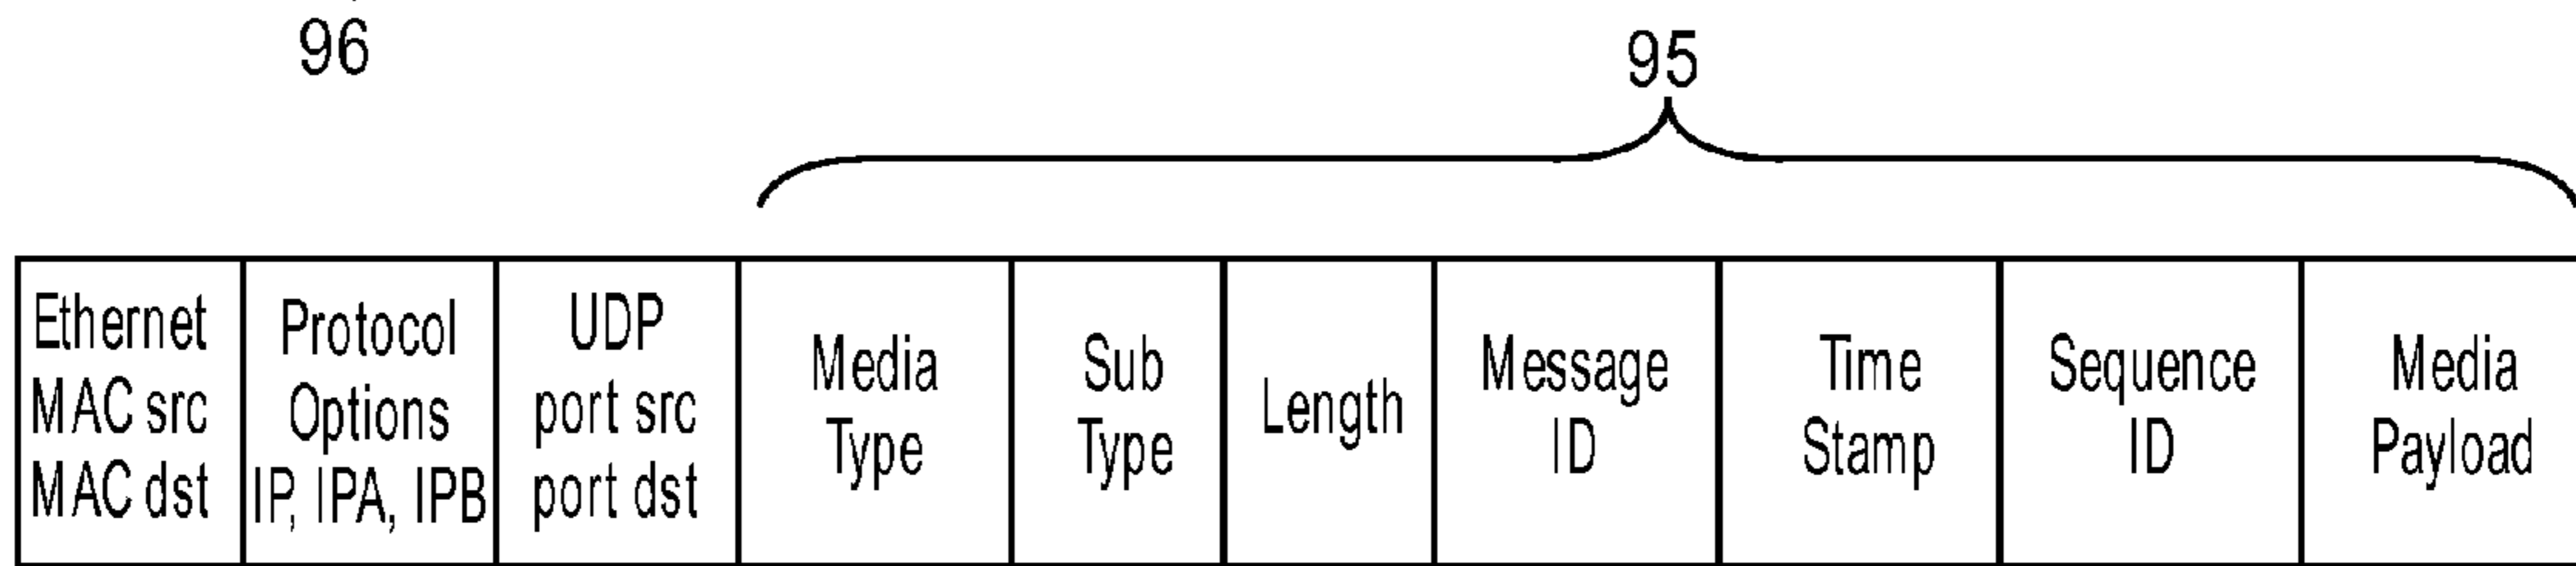 96
95
Ethernet
MAC src
MAC dst
Protocol
Options
IP, IPA, IPB
UDP
port src
port dst
Media
Type
Sub
Type
Length
Message
ID
Time
Stamp
Sequence
ID
Media
Payload